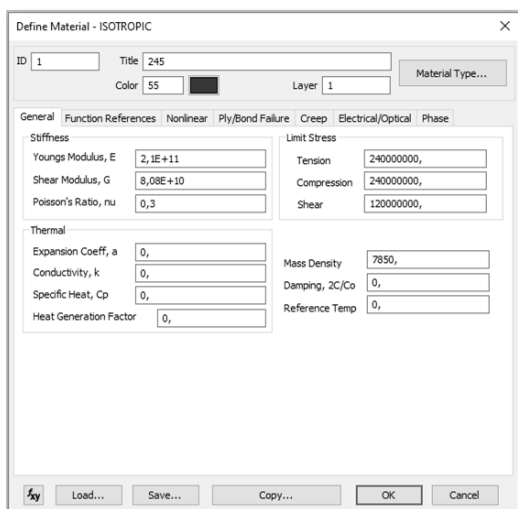 Define Material - ISOTROPIC
ID 1 Title 245
Color 55 Layer 1 Material Type...
General Function References Nonlinear Ply/Bond Failure Creep Electrical/Optical Phase
Stiffness
Youngs Modulus, E 2,1E+11
Shear Modulus, G 8,08E+10
Poisson's Ratio, nu 0,3
Limit Stress
Tension 240000000,
Compression 240000000,
Shear 120000000,
Thermal
Expansion Coeff, a 0,
Conductivity, k 0,
Specific Heat, Cp 0,
Heat Generation Factor 0,
Mass Density 7850,
Damping, 2C/Co 0,
Reference Temp 0,
fxy Load... Save... Copy... OK Cancel